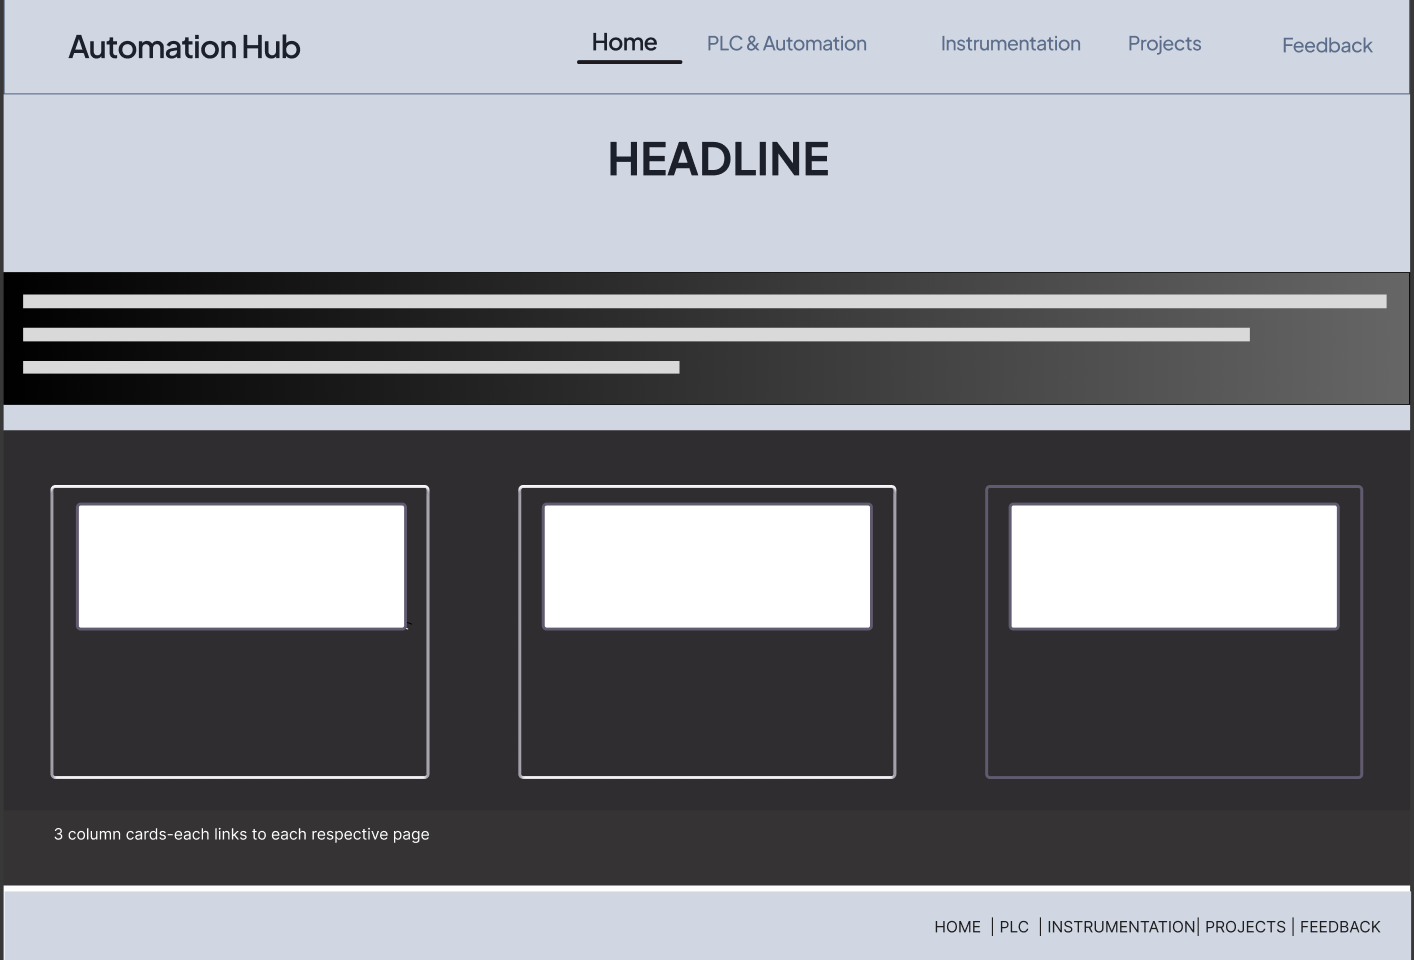 Automation Hub
Home
PLC & Automation
Instrumentation
Projects
Feedback
HEADLINE
3 column cards-each links to each respective page
HOME | PLC | INSTRUMENTATION| PROJECTS | FEEDBACK